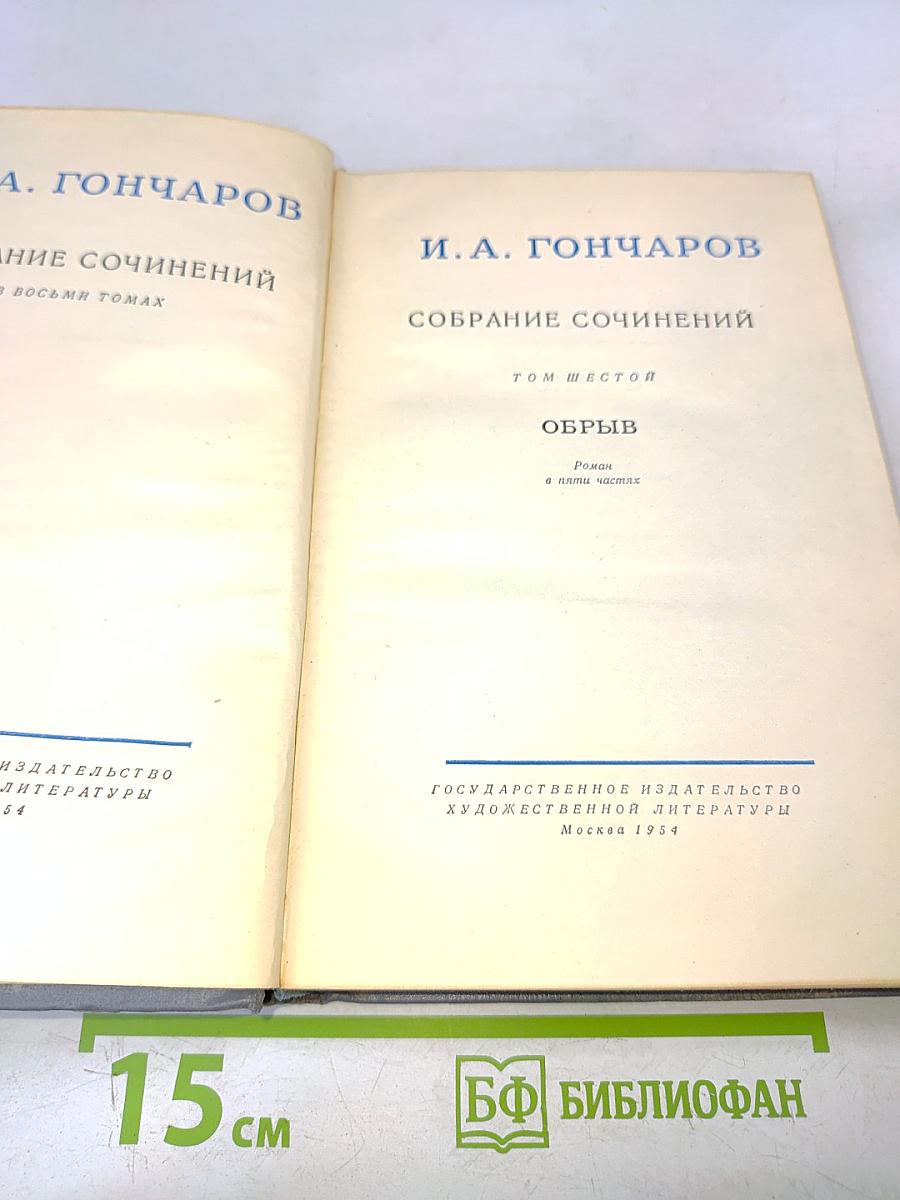 А. ГОНЧАРОВ
АНИЕ СОЧИНЕНИЙ
В ВОСЬМИ ТОМАХ
ИЗДАТЕЛЬСТВО
ЛИТЕРАТУРЫ
54
И. А. ГОНЧАРОВ
СОБРАНИЕ СОЧИНЕНИЙ
ТОМ ШЕСТОЙ
ОБРЫВ
Роман
в пяти частях
ГОСУДАРСТВЕННОЕ ИЗДАТЕЛЬСТВО
ХУДОЖЕСТВЕННОЙ ЛИТЕРАТУРЫ
Москва 1954
15 см
БФ БИБЛИОФАН